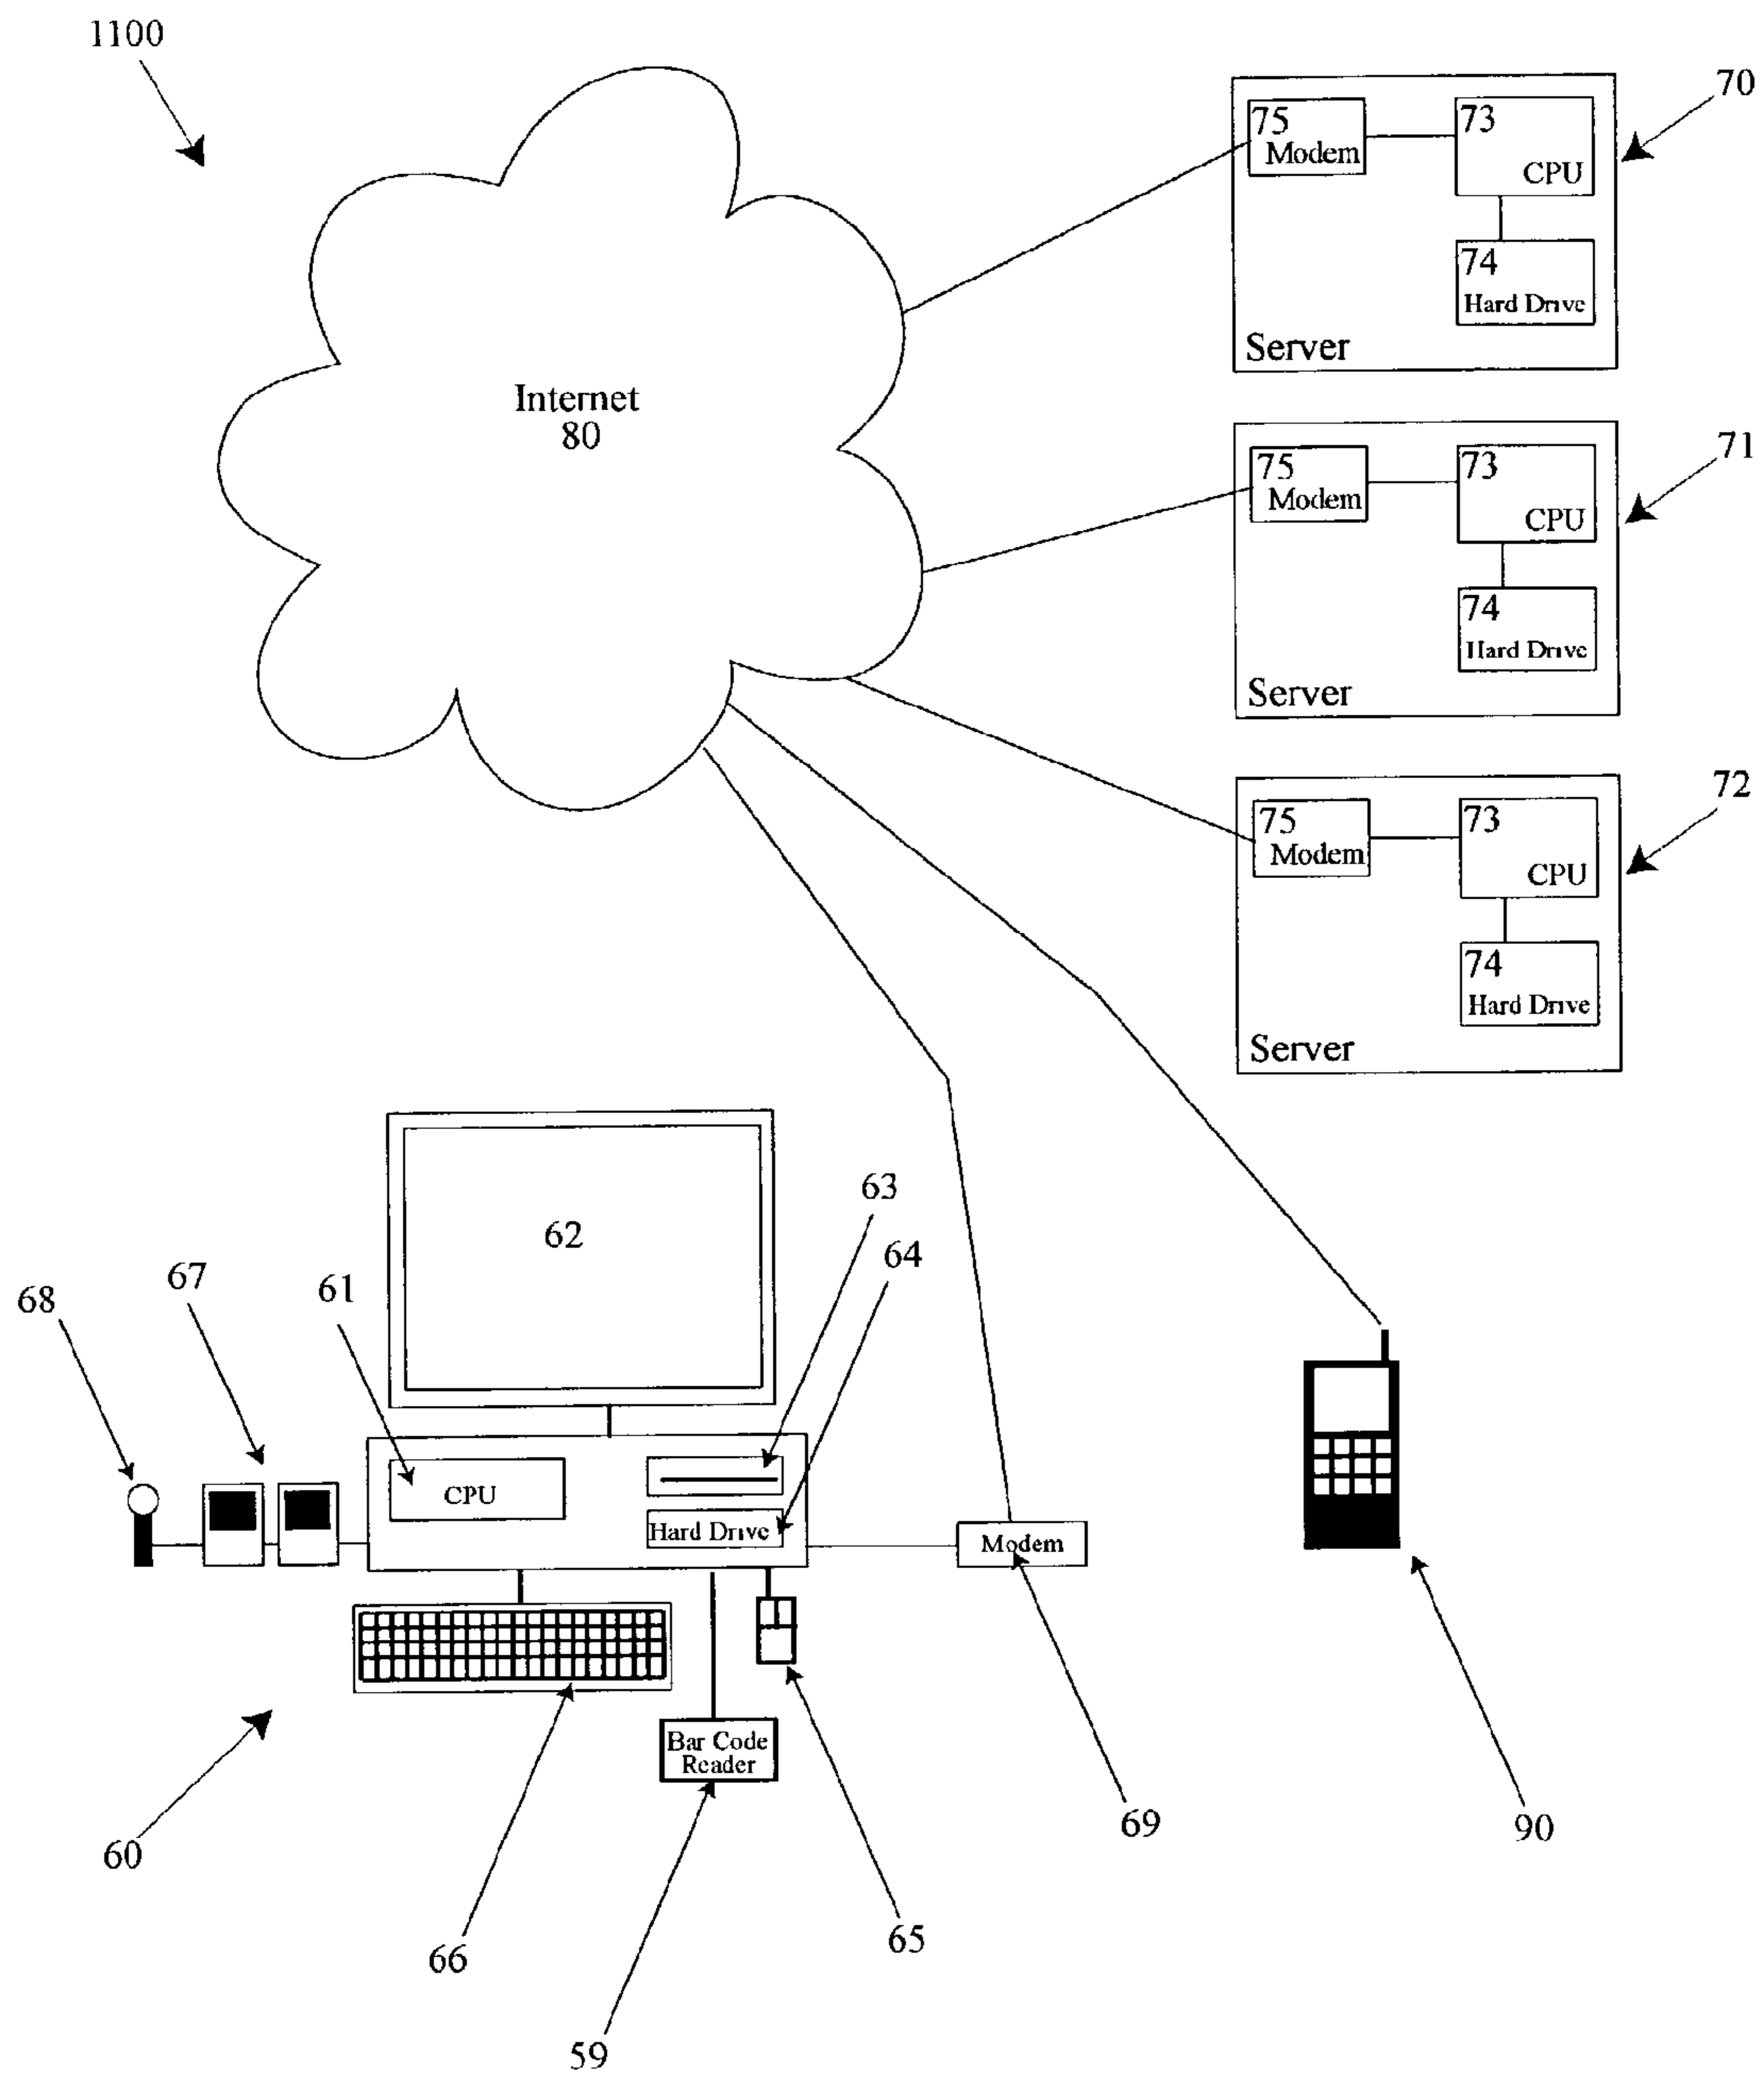 1100
70
75
Modem
73
CPU
74
Hard Drive
Server
Internet
80
71
75
Modem
73
CPU
74
Hard Drive
Server
72
75
Modem
73
CPU
74
Hard Drive
Server
62
63
64
61
67
68
CPU
Hard Drive
Modem
Bar Code
Reader
60
66
59
65
69
90